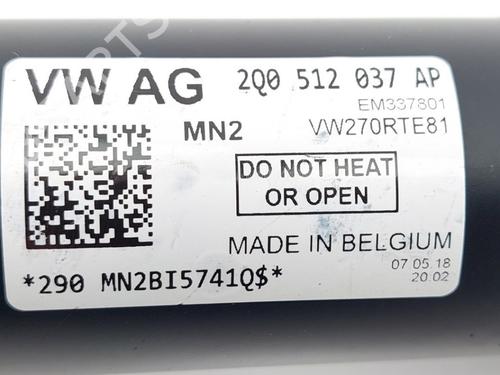 VW AG
2Q0 512 037 AP
EM337801
MN2
VW270RTE81
DO NOT HEAT
OR OPEN
MADE IN BELGIUM
07 05 18
20:02
*290 MN2BI5741Q$*